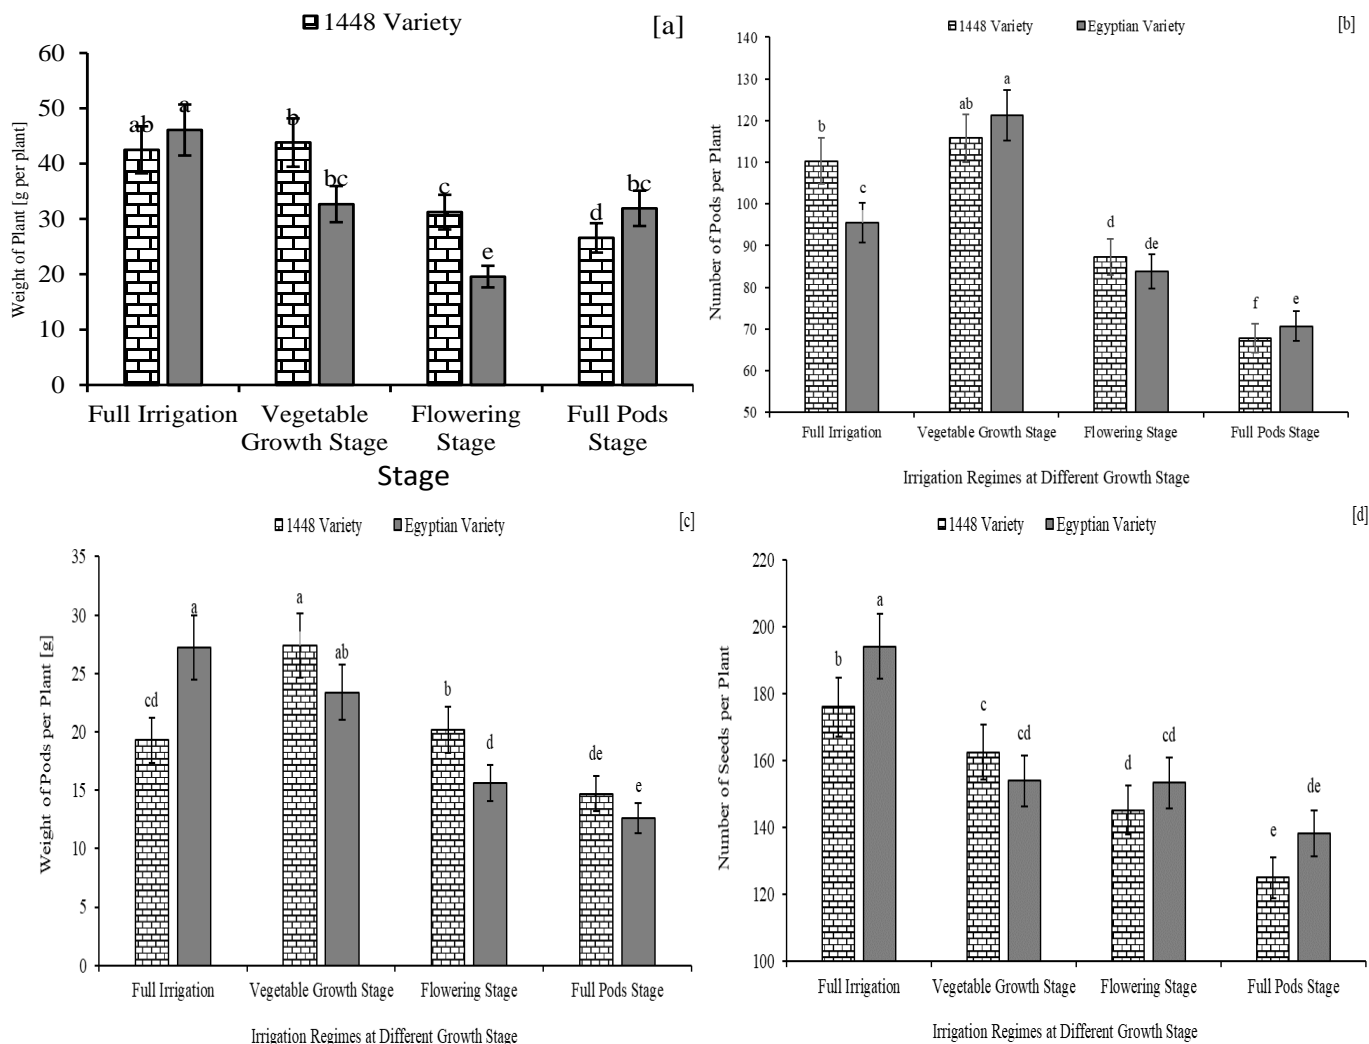 1448 Variety
[a]
60
50
40
30
20
10
0
Weight of Plant [g per plant]
ab
a
b
bc
c
e
d
bc
Full Irrigation
Vegetable
Growth Stage
Flowering
Stage
Full Pods
Stage
Stage
1448 Variety
Egyptian Variety
[b]
140
130
120
110
100
90
80
70
60
50
Number of Pods per Plant
b
c
ab
a
d
de
f
e
Full Irrigation
Vegetable Growth Stage
Flowering Stage
Full Pods Stage
Irrigation Regimes at Different Growth Stage
1448 Variety
Egyptian Variety
[c]
35
30
25
20
15
10
5
0
Weight of Pods per Plant [g]
cd
a
a
ab
b
d
de
e
Full Irrigation
Vegetable Growth Stage
Flowering Stage
Full Pods Stage
Irrigation Regimes at Different Growth Stage
1448 Variety
Egyptian Variety
[d]
220
200
180
160
140
120
100
Number of Seeds per Plant
b
a
c
cd
d
cd
e
de
Full Irrigation
Vegetable Growth Stage
Flowering Stage
Full Pods Stage
Irrigation Regimes at Different Growth Stage